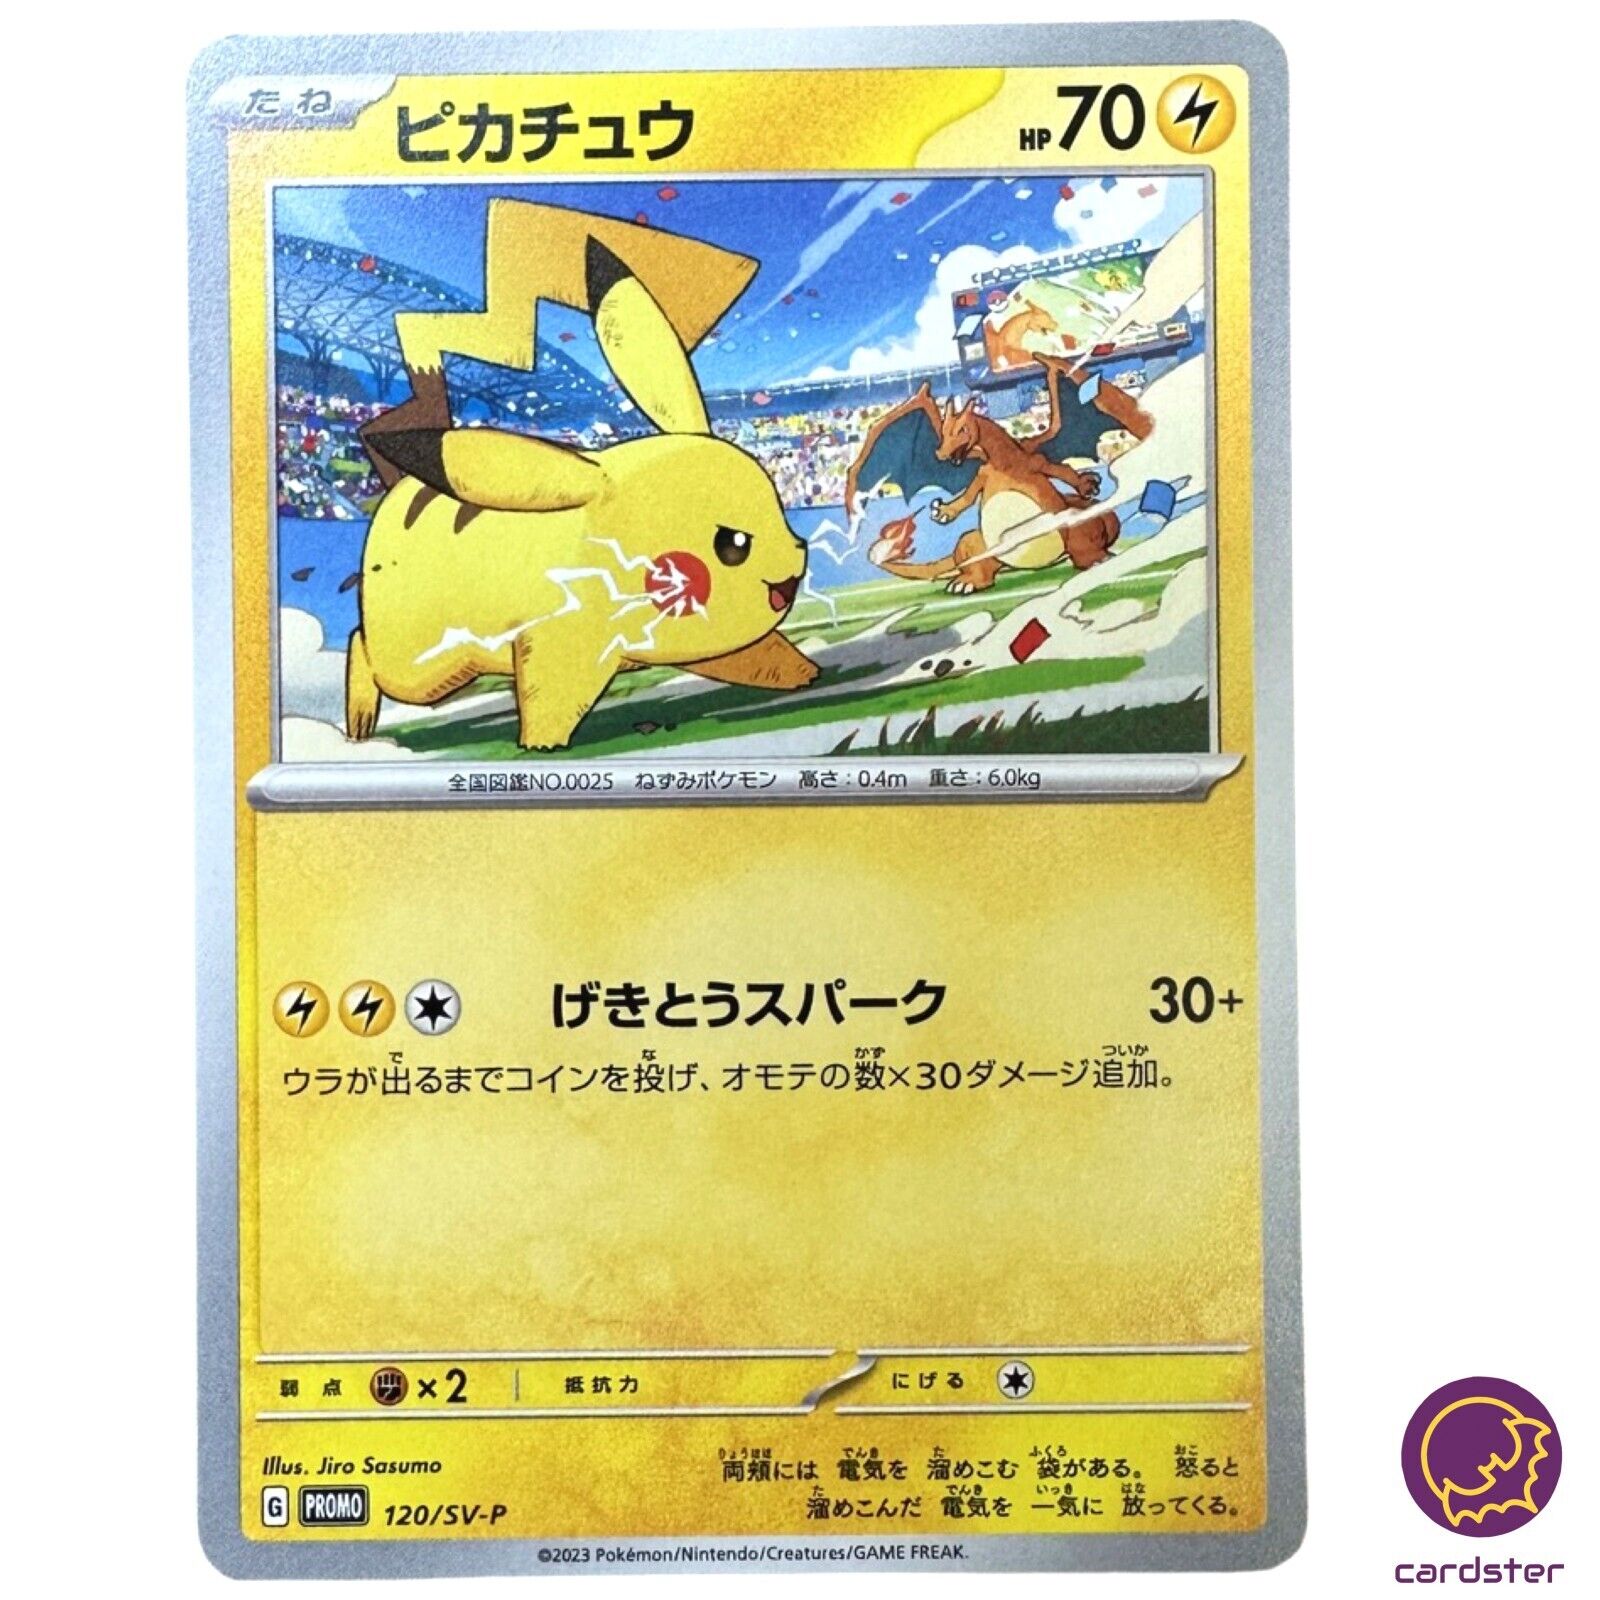 たね
ピカチュウ
HP70
全国図鑑NO.0025 ねずみポケモン 高さ:0.4m 重さ:6.0kg
げきとうスパーク 30+
ウラが出るまでコインを投げ、オモテの数×30ダメージ追加。
弱点 ×2 抵抗力 にげる
Illus. Jiro Sasumo
両頬には 電気を 溜めこむ 袋がある。 怒ると
溜めこんだ 電気を 一気に 放ってくる。
G PROMO 120/SV-P
©2023 Pokémon/Nintendo/Creatures/GAME FREAK.
cardster